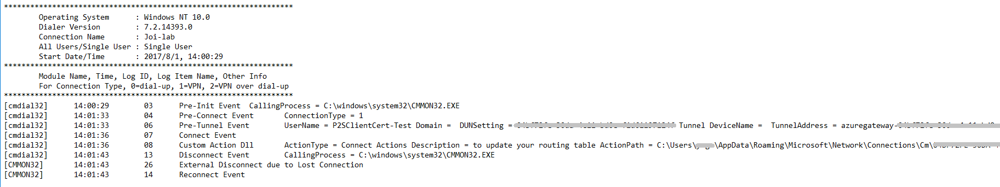 ******************************************************************
Operating System      : Windows NT 10.0
Dialer Version        : 7.2.14393.0
Connection Name       : Joi-lab
All Users/Single User : Single User
Start Date/Time       : 2017/8/1, 14:00:29
******************************************************************
Module Name, Time, Log ID, Log Item Name, Other Info
For Connection Type, 0=dial-up, 1=VPN, 2=VPN over dial-up
******************************************************************
[cmdial32]      14:00:29        03      Pre-Init Event  CallingProcess = C:\windows\system32\CMMON32.EXE
[cmdial32]      14:01:33        04      Pre-Connect Event       ConnectionType = 1
[cmdial32]      14:01:33        06      Pre-Tunnel Event        UserName = P2SClientCert-Test Domain =  DUNSetting = Tunnel DeviceName =  TunnelAddress = azuregateway-
[cmdial32]      14:01:36        07      Connect Event
[cmdial32]      14:01:36        08      Custom Action Dll       ActionType = Connect Actions Description = to update your routing table ActionPath = C:\Users\ \AppData\Roaming\Microsoft\Network\Connections\Cm\
[cmdial32]      14:01:43        13      Disconnect Event        CallingProcess = C:\windows\system32\CMMON32.EXE
[CMMON32]       14:01:43        26      External Disconnect due to Lost Connection
[CMMON32]       14:01:43        14      Reconnect Event